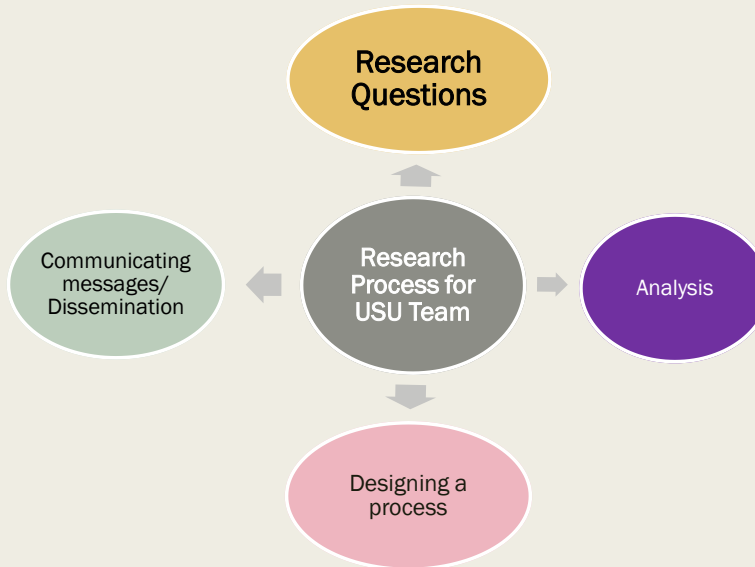 Research
Questions
Communicating
messages/
Dissemination
Research
Process for
USU Team
Analysis
Designing a
process